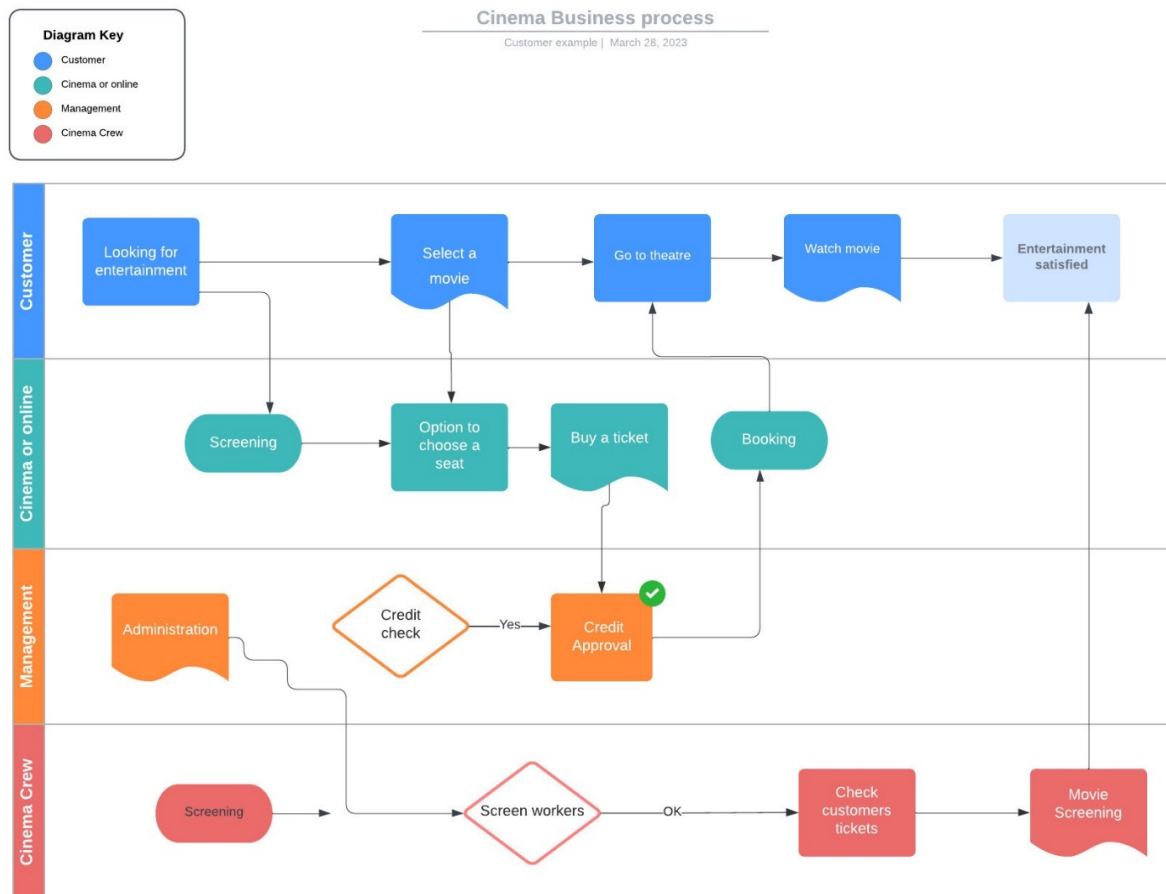 Cinema Business process
Customer example | March 28, 2023
Diagram Key
Customer
Cinema or online
Management
Cinema Crew
Customer
Looking for
entertainment
Select a
movie
Go to theatre
Watch movie
Entertainment
satisfied
Cinema or online
Screening
Option to
choose a
seat
Buy a ticket
Booking
Management
Administration
Credit
check
Yes
Credit
Approval
Cinema Crew
Screening
Screen workers
OK
Check
customers
tickets
Movie
Screening